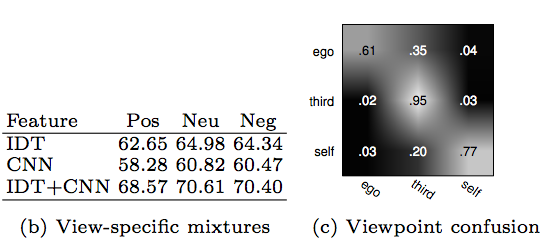 Feature Pos Neu Neg
IDT 62.65 64.98 64.34
CNN 58.28 60.82 60.47
IDT+CNN 68.57 70.61 70.40
(b) View-specific mixtures
ego .61 .35 .04
third .02 .95 .03
self .03 .20 .77
ego third self
(c) Viewpoint confusion